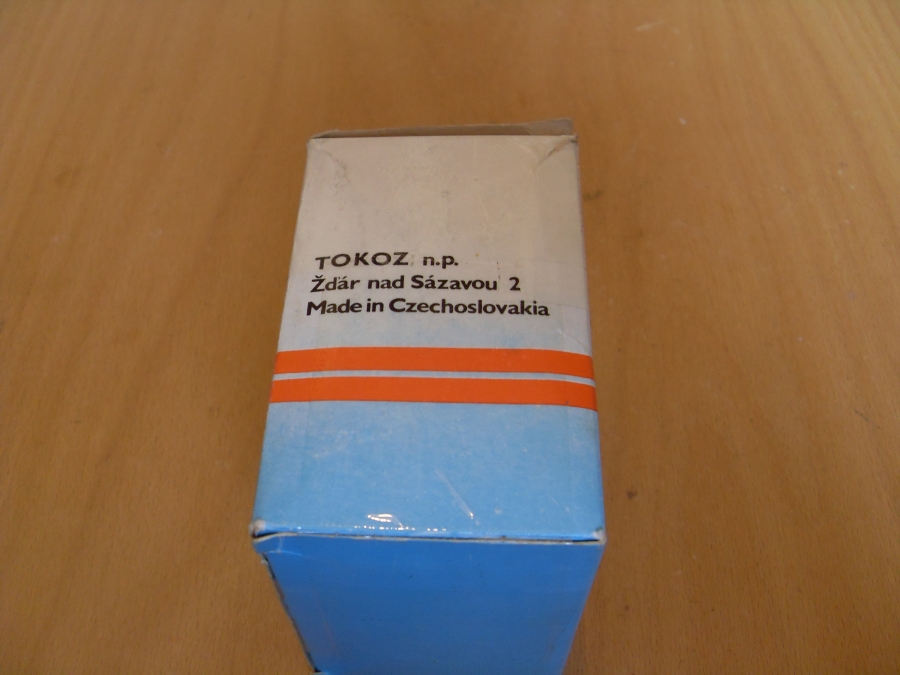 TOKOZ n.p.
Žďár nad Sázavou 2
Made in Czechoslovakia